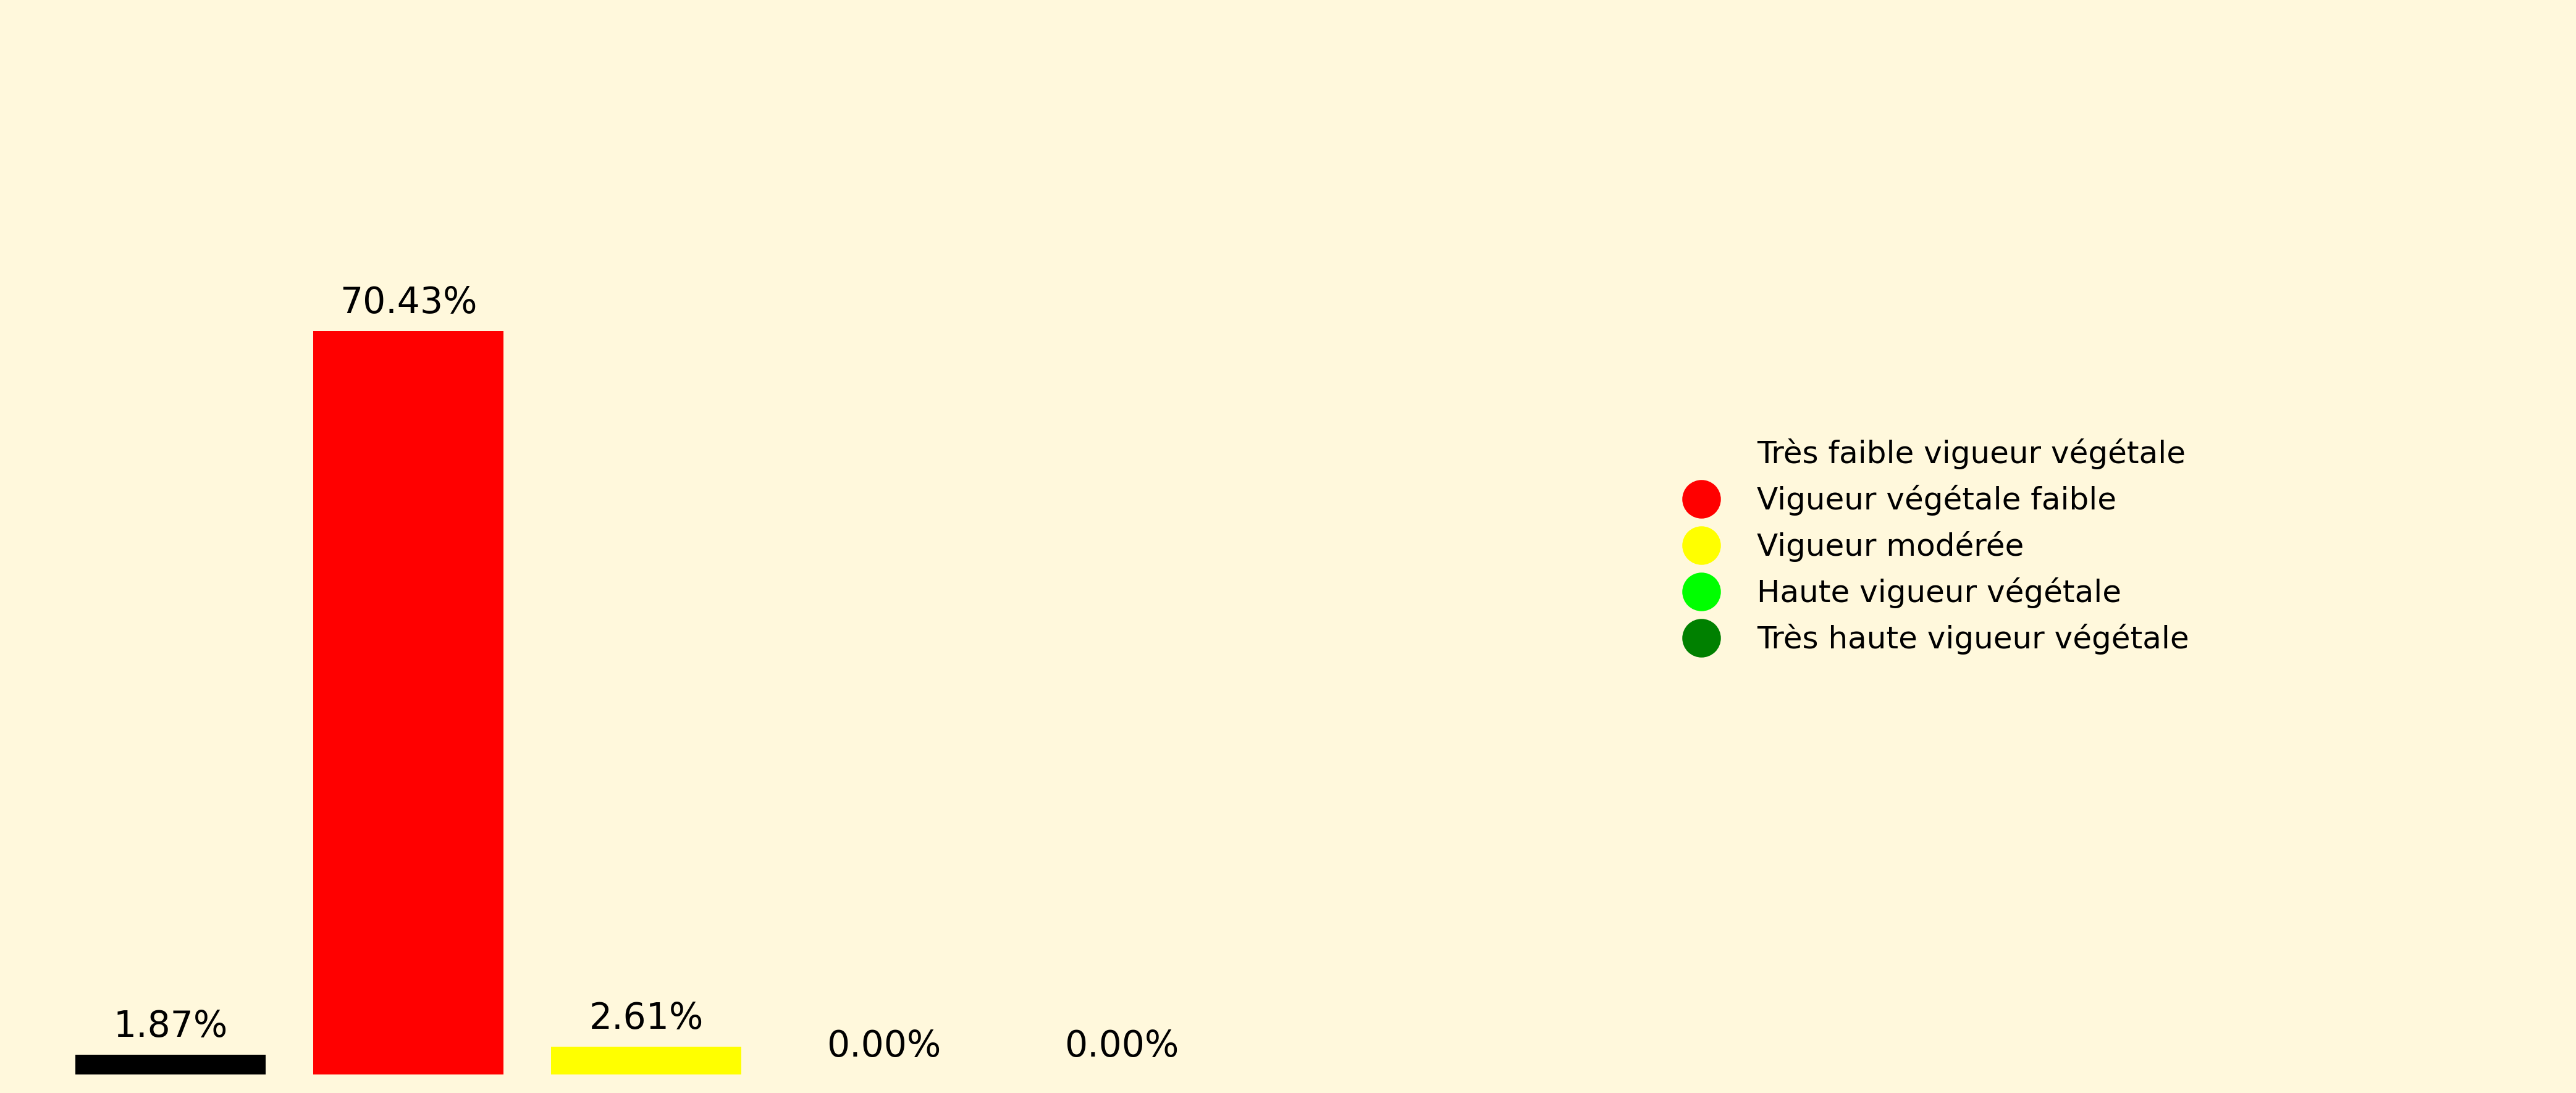 70.43%
1.87%
2.61%
0.00%
0.00%
Très faible vigueur végétale
Vigueur végétale faible
Vigueur modérée
Haute vigueur végétale
Très haute vigueur végétale